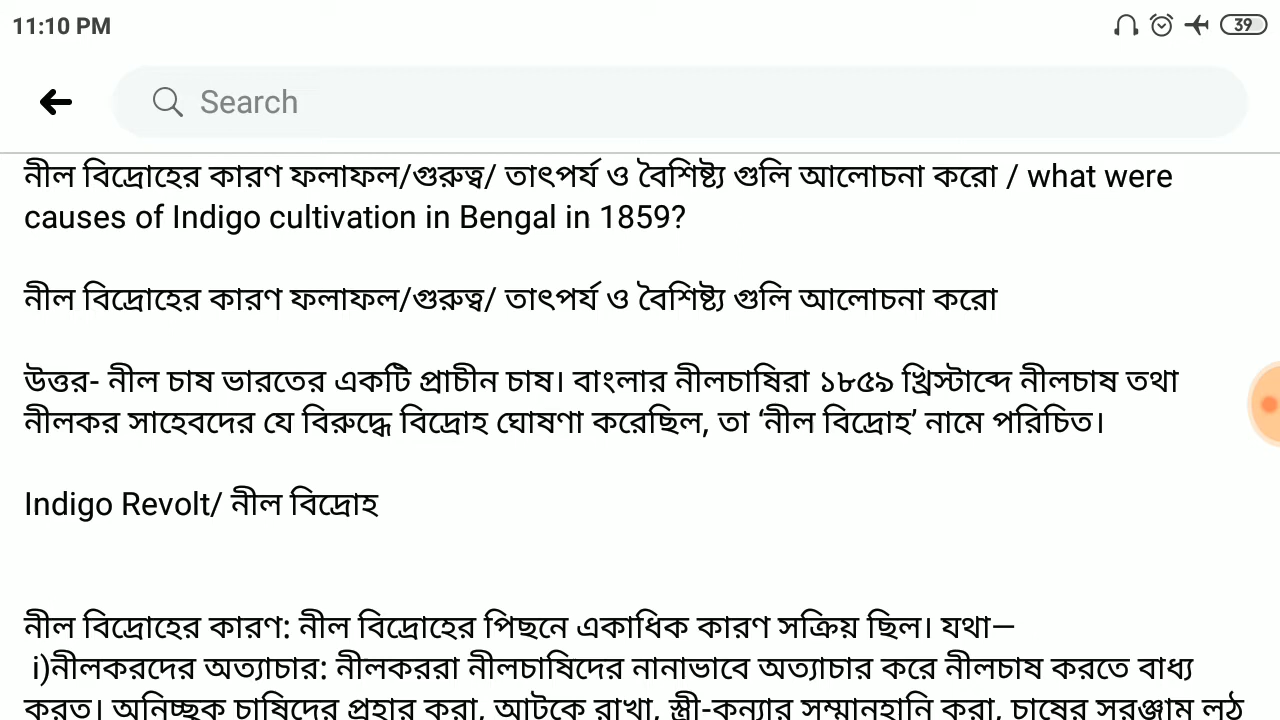 11:10 PM
39
Search
নীল বিদ্রোহের কারণ ফলাফল/গুরুত্ব/ তাৎপর্য ও বৈশিষ্ট্য গুলি আলোচনা করো / what were
causes of Indigo cultivation in Bengal in 1859?
নীল বিদ্রোহের কারণ ফলাফল/গুরুত্ব/ তাৎপর্য ও বৈশিষ্ট্য গুলি আলোচনা করো
উত্তর- নীল চাষ ভারতের একটি প্রাচীন চাষ। বাংলার নীলচাষিরা ১৮৫৯ খ্রিস্টাব্দে নীলচাষ তথা
নীলকর সাহেবদের যে বিরুদ্ধে বিদ্রোহ ঘোষণা করেছিল, তা ‘নীল বিদ্রোহ’ নামে পরিচিত।
Indigo Revolt/ নীল বিদ্রোহ
নীল বিদ্রোহের কারণ: নীল বিদ্রোহের পিছনে একাধিক কারণ সক্রিয় ছিল। যথা—
i)নীলকরদের অত্যাচার: নীলকররা নীলচাষিদের নানাভাবে অত্যাচার করে নীলচাষ করতে বাধ্য
করত। অনিচ্ছুক চাষিদের প্রহার করা, আটকে রাখা, স্ত্রী-কন্যার সম্মানহানি করা, চাষের সরঞ্জাম লুঠ